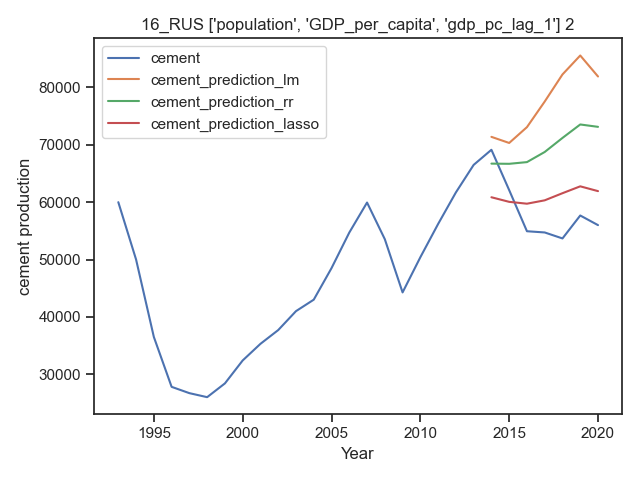 16_RUS ['population', 'GDP_per_capita', 'gdp_pc_lag_1'] 2
cement
cement_prediction_lm
cement_prediction_rr
cement_prediction_lasso
80000
70000
60000
50000
40000
30000
cement production
1995
2000
2005
2010
2015
2020
Year